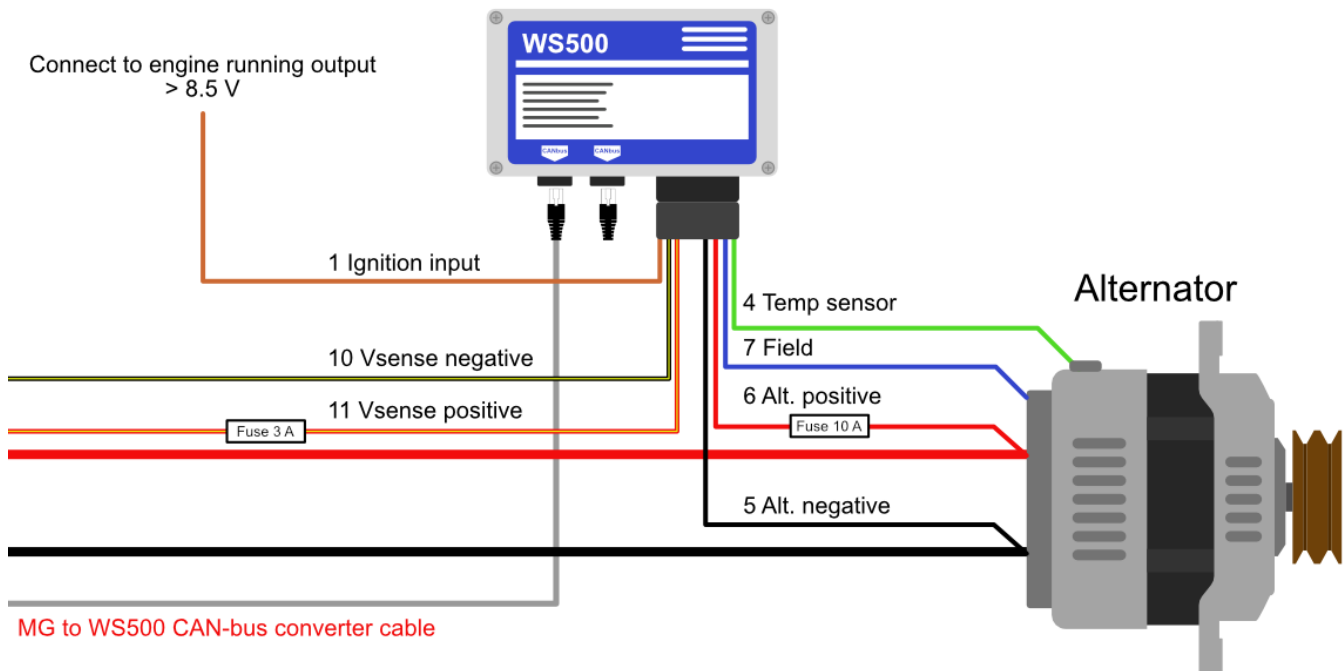 WS500
Connect to engine running output
> 8.5 V
CANbus
CANbus
1 Ignition input
4 Temp sensor
Alternator
7 Field
10 Vsense negative
6 Alt. positive
11 Vsense positive
Fuse 3 A
Fuse 10 A
5 Alt. negative
MG to WS500 CAN-bus converter cable